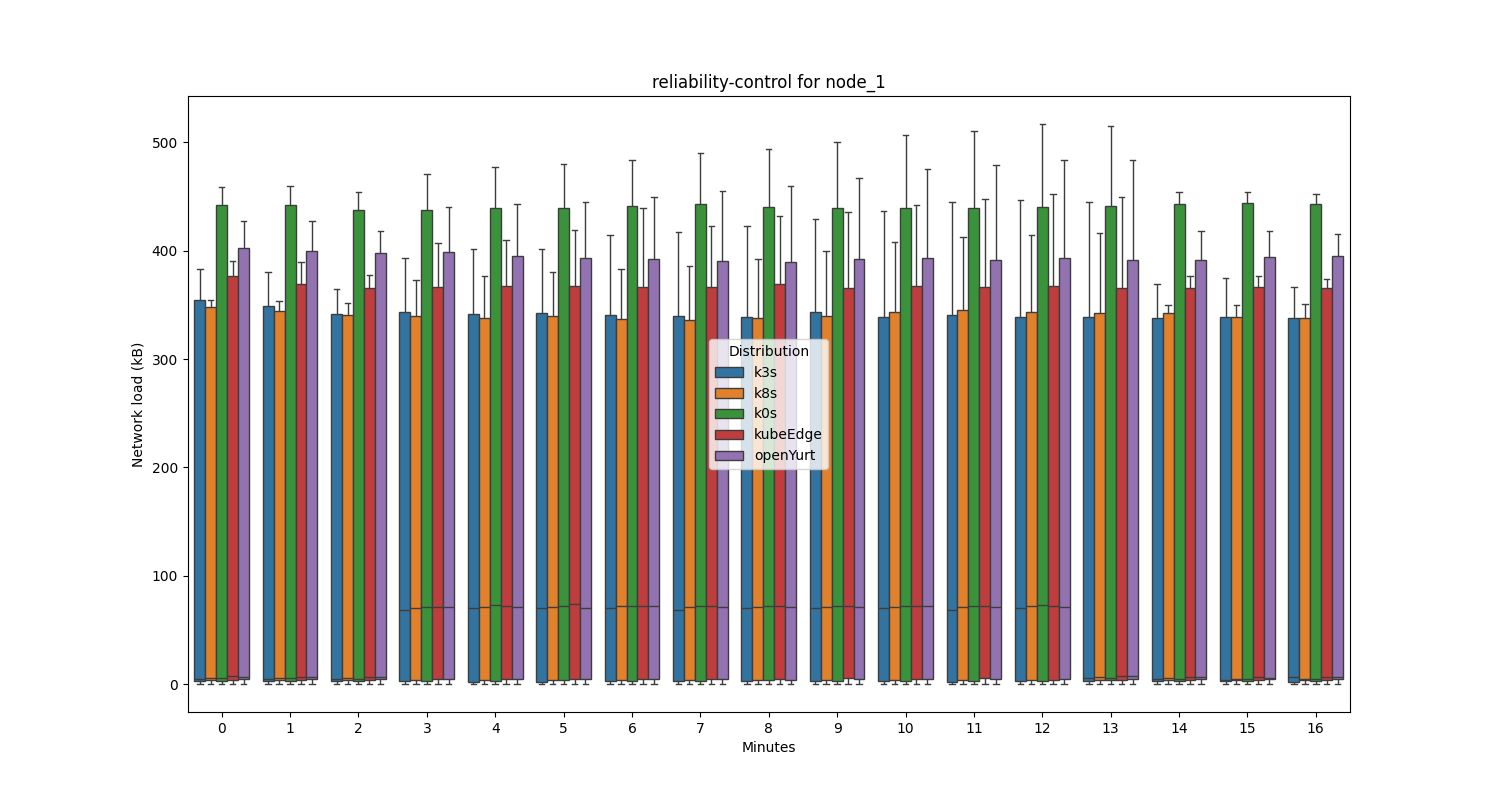 reliability-control for node_1
Network load (kB)
500
400
300
200
100
0
Distribution
k3s
k8s
k0s
kubeEdge
openYurt
0 1 2 3 4 5 6 7 8 9 10 11 12 13 14 15 16
Minutes